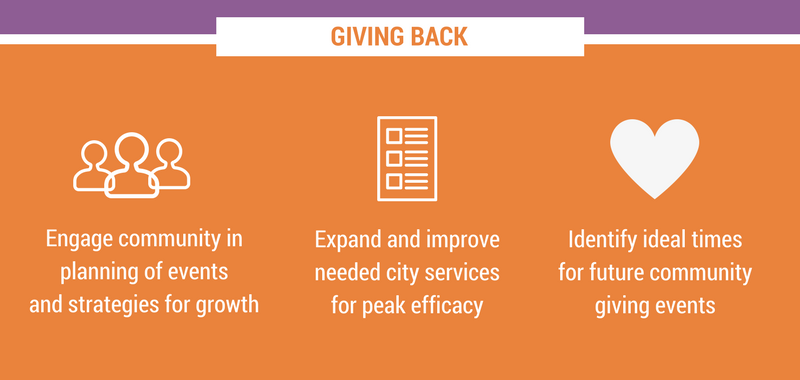 GIVING BACK
Engage community in
planning of events
and strategies for growth
Expand and improve
needed city services
for peak efficacy
Identify ideal times
for future community
giving events